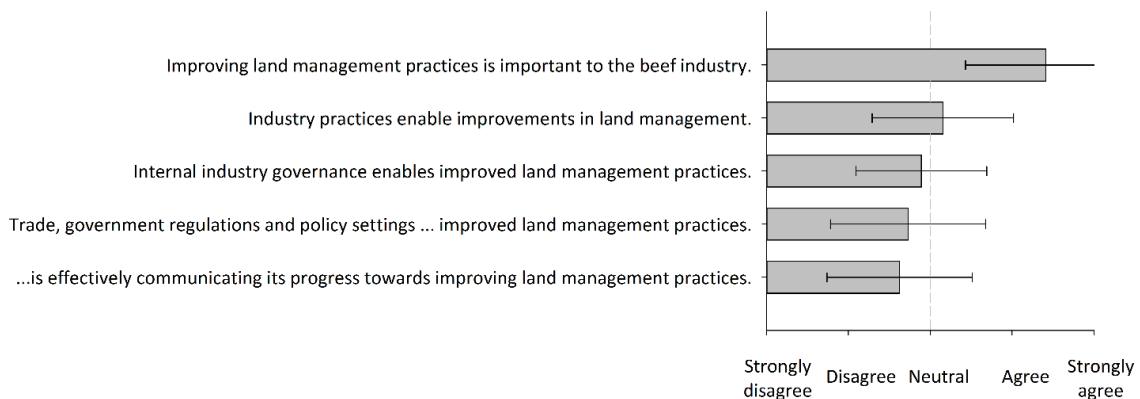 Improving land management practices is important to the beef industry.
Industry practices enable improvements in land management.
Internal industry governance enables improved land management practices.
Trade, government regulations and policy settings ... improved land management practices.
...is effectively communicating its progress towards improving land management practices.
Strongly disagree
Disagree
Neutral
Agree
Strongly agree